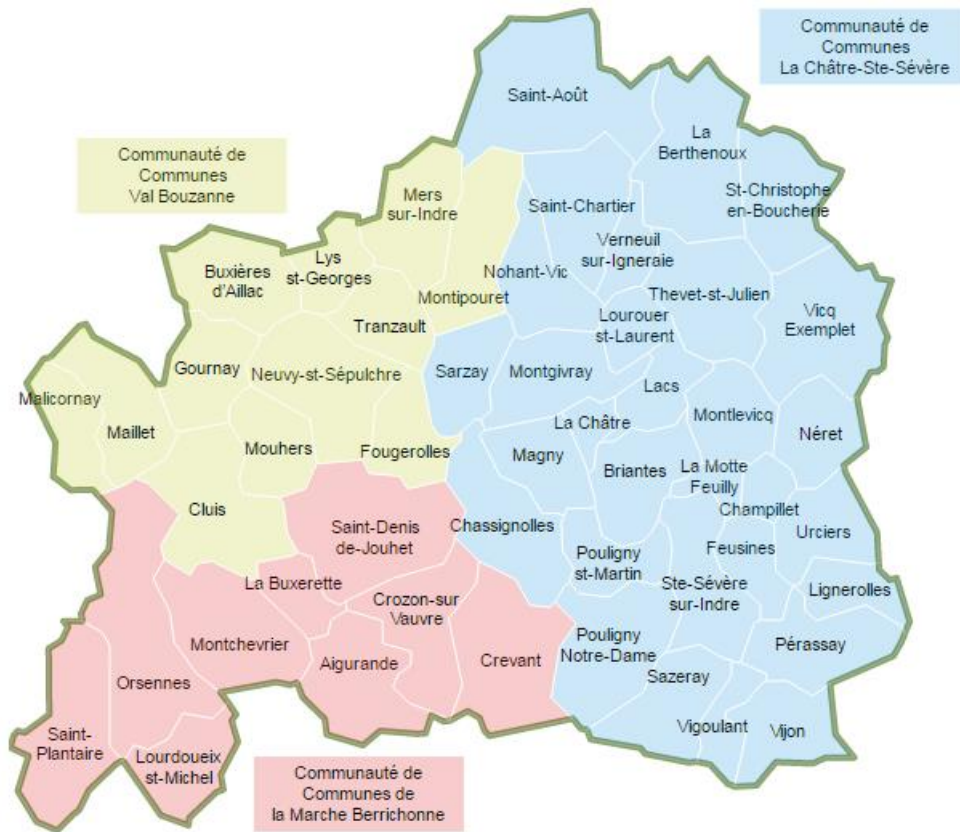 Communauté de
Communes
La Châtre-Ste-Sévère
Saint-Août
La
Berthenoux
Communauté de
Communes
Val Bouzanne
Mers
sur-Indre
St-Christophe
en-Boucherie
Saint-Chartier
Verneuil
sur-Igneraie
Lys
st-Georges
Buxières
d'Aillac
Nohant-Vic
Montipouret
Thevet-st-Julien
Vicq
Exemplet
Tranzault
Lourouer
st-Laurent
Gournay
Neuvy-st-Sépulchre
Sarzay
Montgivray
Lacs
Malicornay
Maillet
La Châtre
Montlevicq
Néret
Mouhers
Fougerolles
Magny
Briantes
La Motte
Feuilly
Champillet
Cluis
Saint-Denis
de-Jouhet
Chassignolles
Urciers
Feusines
Pouligny
st-Martin
La Buxerette
Ste-Sévère
sur-Indre
Lignerolles
Crozon-sur
Vauvre
Montchevrier
Aigurande
Crevant
Pouligny
Notre-Dame
Pérassay
Sazeray
Orsennes
Vigoulant
Vijon
Saint-
Plantaire
Lourdoueix
st-Michel
Communauté de
Communes de
la Marche Berrichonne